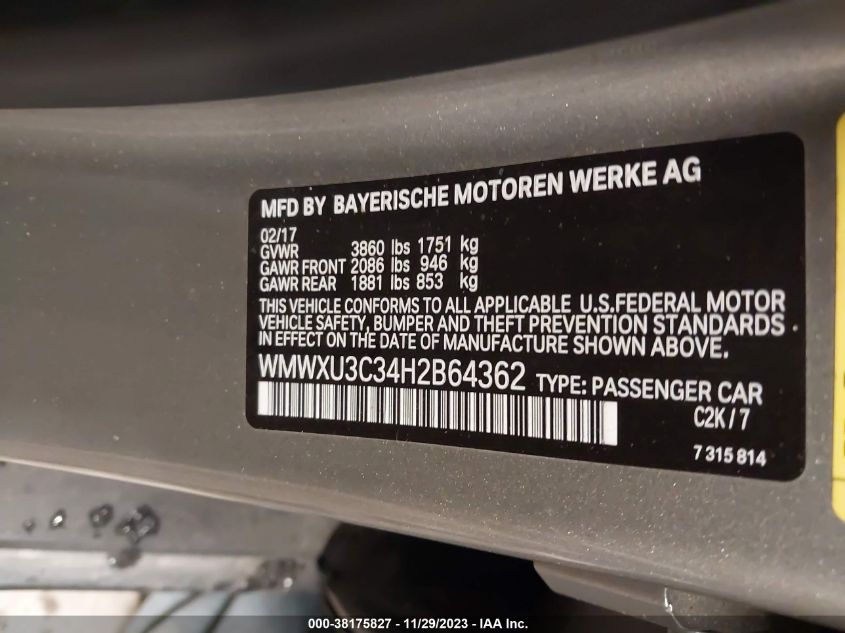 MFD BY BAYERISCHE MOTOREN WERKE AG
02/17
GVWR 3860 lbs 1751 kg
GAWR FRONT 2086 lbs 946 kg
GAWR REAR 1881 lbs 853 kg
THIS VEHICLE CONFORMS TO ALL APPLICABLE U.S.FEDERAL MOTOR
VEHICLE SAFETY, BUMPER AND THEFT PREVENTION STANDARDS
IN EFFECT ON THE DATE OF MANUFACTURE SHOWN ABOVE.
WMWXU3C34H2B64362 TYPE: PASSENGER CAR
C2K / 7
7 315 814
000-38175827 - 11/29/2023 - IAA Inc.